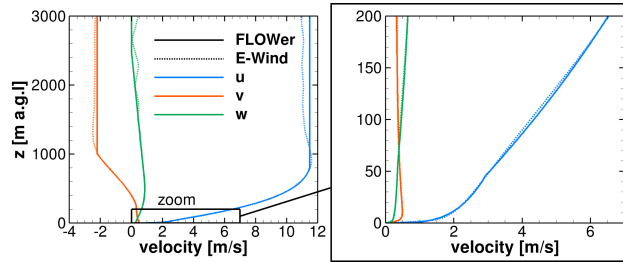 3000
2000
1000
0
z [m a.g.l]
-4 -2 0 2 4 6 8 10 12
velocity [m/s]
FLOWer
E-Wind
u
v
w
zoom
200
150
100
50
0
0 2 4 6
velocity [m/s]